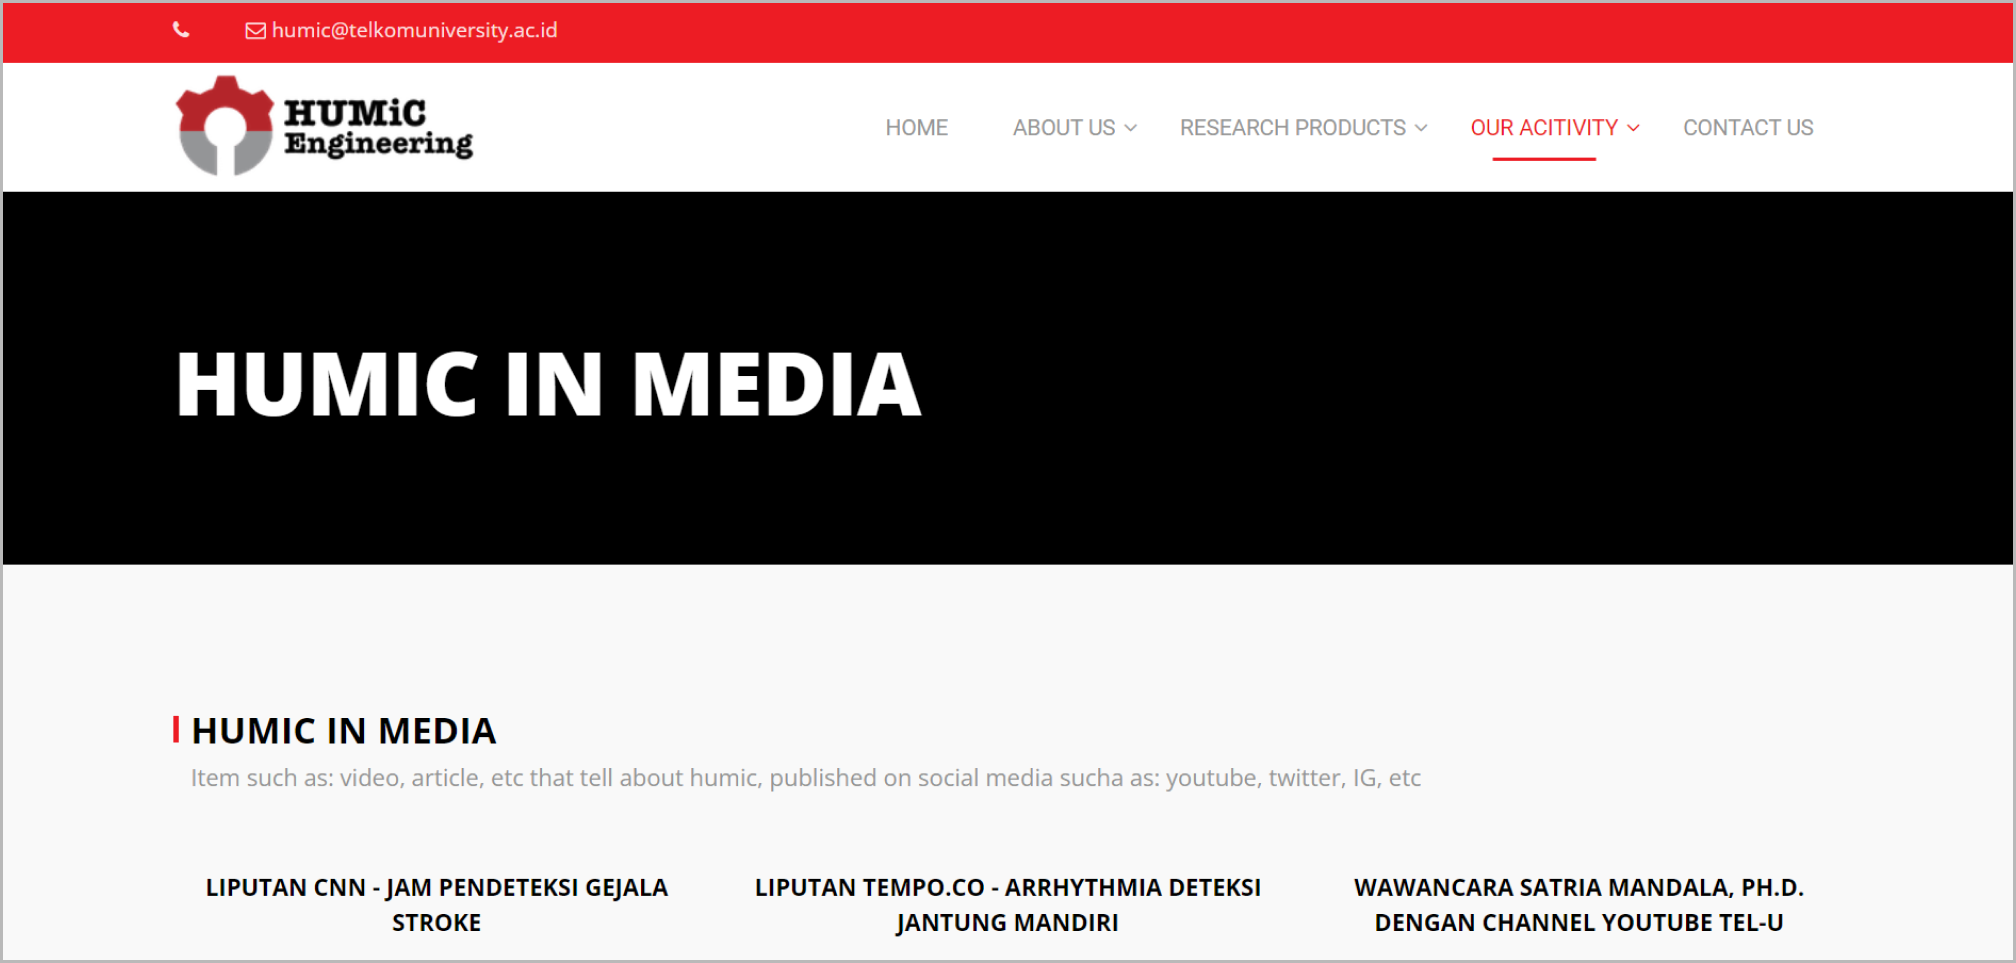 humic@telkomuniversity.ac.id
HUMiC
Engineering
HOME ABOUT US RESEARCH PRODUCTS OUR ACITIVITY CONTACT US
HUMIC IN MEDIA
HUMIC IN MEDIA
Item such as: video, article, etc that tell about humic, published on social media sucha as: youtube, twitter, IG, etc
LIPUTAN CNN - JAM PENDETEKSI GEJALA
STROKE
LIPUTAN TEMPO.CO - ARRHYTHMIA DETEKSI
JANTUNG MANDIRI
WAWANCARA SATRIA MANDALA, PH.D.
DENGAN CHANNEL YOUTUBE TEL-U